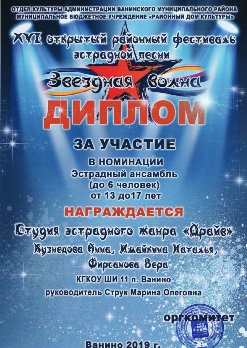 ОТДЕЛ КУЛЬТУРЫ АДМИНИСТРАЦИИ ВАНИНСКОГО МУНИЦИПАЛЬНОГО РАЙОНА
МУНИЦИПАЛЬНОЕ БЮДЖЕТНОЕ УЧРЕЖДЕНИЕ «РАЙОННЫЙ ДОМ КУЛЬТУРЫ»
XVI открытый районный фестиваль
эстрадной песни
Звездная волна
ДИПЛОМ
ЗА УЧАСТИЕ
В НОМИНАЦИИ
Эстрадный ансамбль
(до 6 человек)
от 13 до17 лет
НАГРАЖДАЕТСЯ
Студия эстрадного жанра «Драйв»
Кузнецова Анна, Имайкина Наталья,
Фирсанова Вера
КГКОУ ШИ 11 п. Ванино
руководитель Струк Марина Олеговна
оргкомитет
Ванино 2019 г.